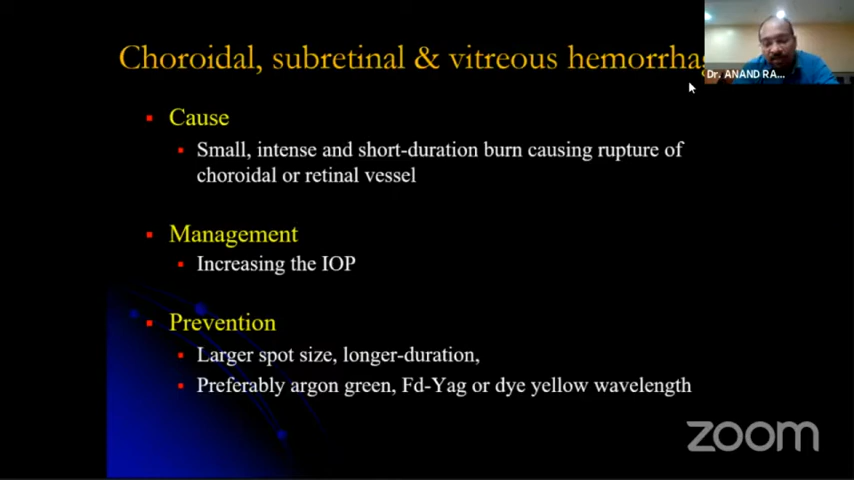 Choroidal, subretinal & vitreous
Dr. ANAND RA...
Cause
Small, intense and short-duration burn causing rupture of
choroidal or retinal vessel
Management
Increasing the IOP
Prevention
Larger spot size, longer-duration,
Preferably argon green, Fd-Yag or dye yellow wavelength
zoom